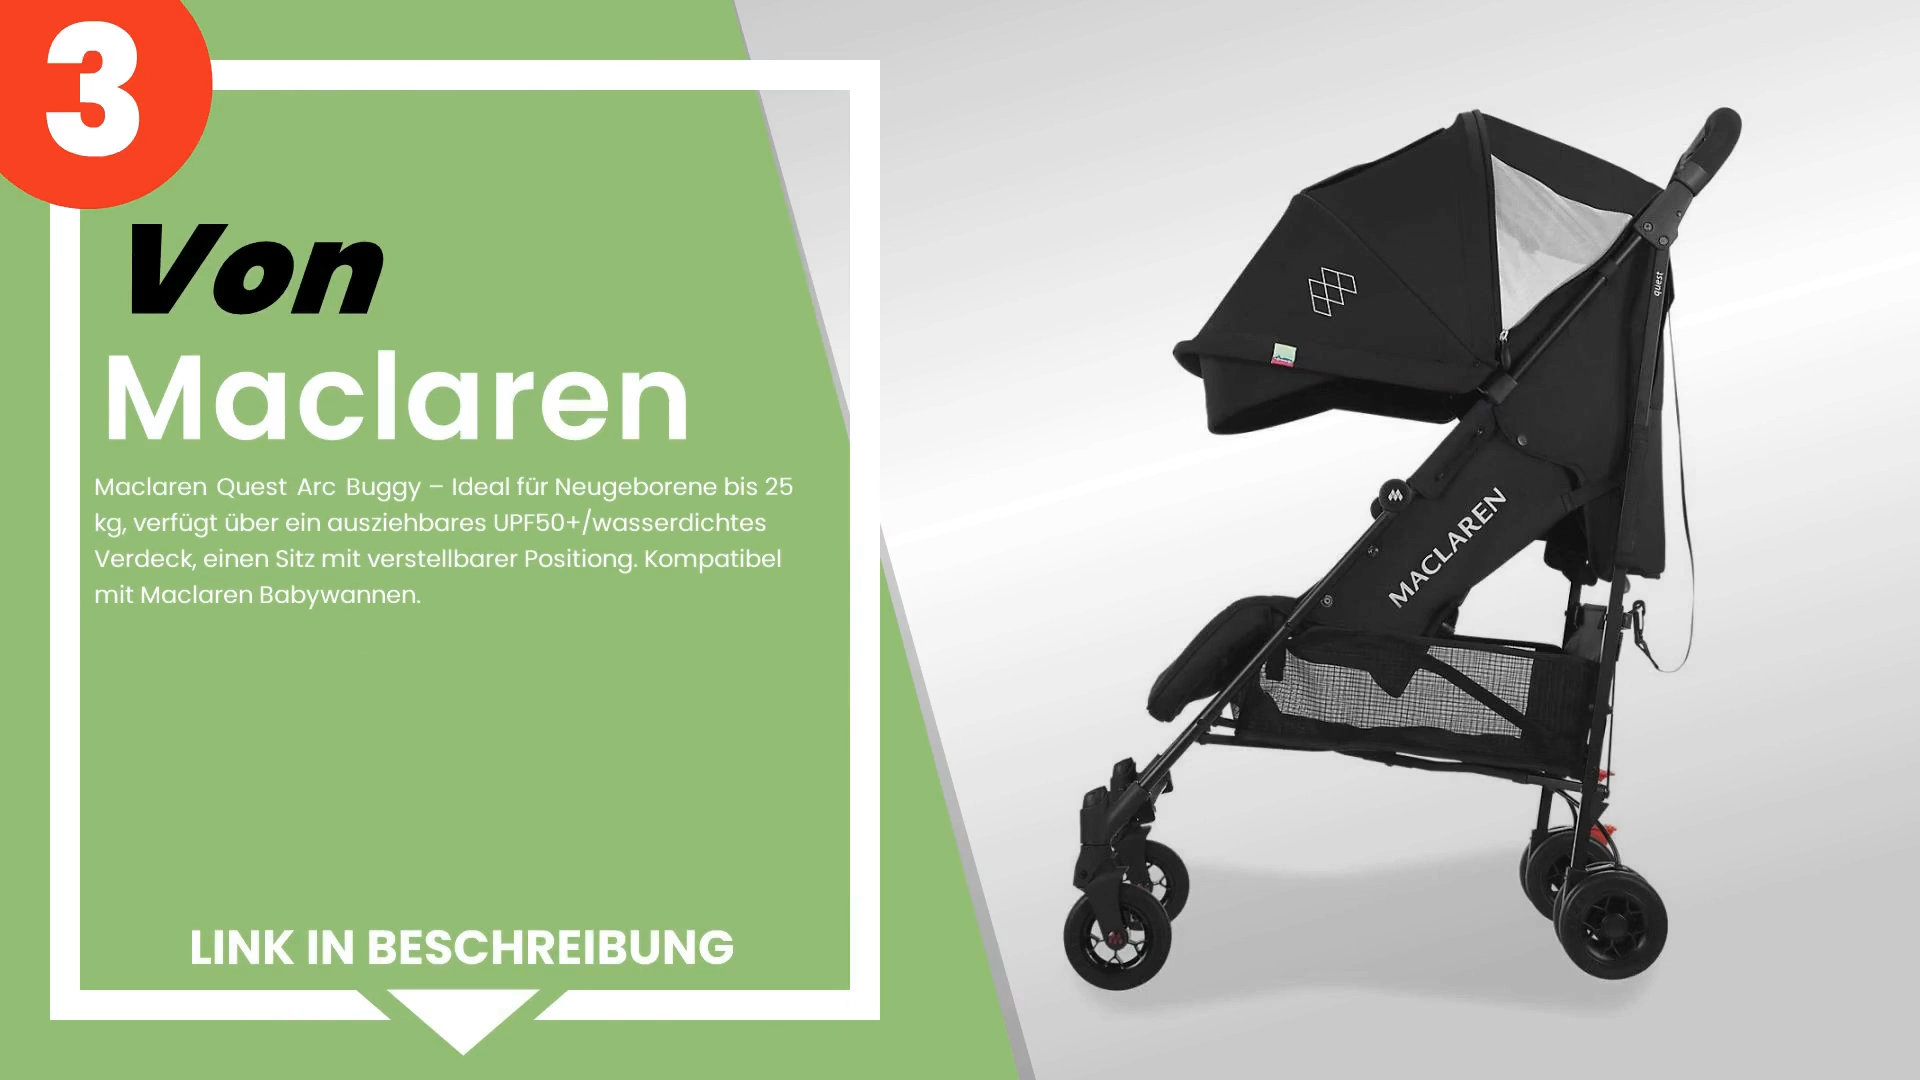 3
Von
Maclaren
Maclaren Quest Arc Buggy – Ideal für Neugeborene bis 25
kg, verfügt über ein ausziehbares UPF50+/wasserdichtes
Verdeck, einen Sitz mit verstellbarer Positiong. Kompatibel
mit Maclaren Babywannen.
LINK IN BESCHREIBUNG
quest
MACLAREN